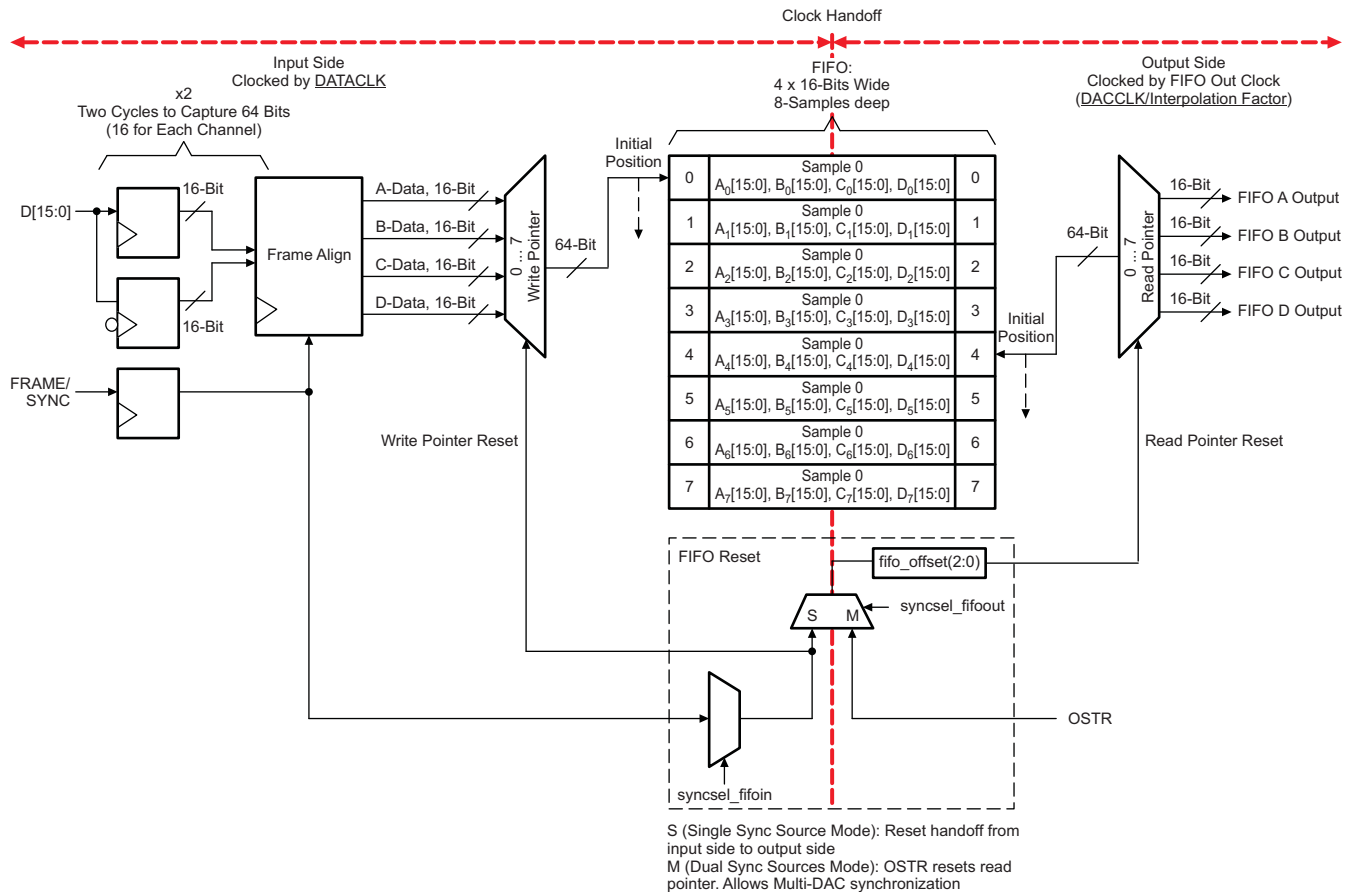 Clock Handoff
Input Side
Clocked by DATACLK
FIFO:
4 x 16-Bits Wide
8-Samples deep
Output Side
Clocked by FIFO Out Clock
(DACCLK/Interpolation Factor)
x2
Two Cycles to Capture 64 Bits
(16 for Each Channel)
D[15:0]
16-Bit
16-Bit
Frame Align
A-Data, 16-Bit
B-Data, 16-Bit
C-Data, 16-Bit
D-Data, 16-Bit
0 ... 7
Write Pointer
64-Bit
Initial
Position
0
Sample 0
A0[15:0], B0[15:0], C0[15:0], D0[15:0]
0
1
Sample 0
A1[15:0], B1[15:0], C1[15:0], D1[15:0]
1
2
Sample 0
A2[15:0], B2[15:0], C2[15:0], D2[15:0]
2
3
Sample 0
A3[15:0], B3[15:0], C3[15:0], D3[15:0]
3
4
Sample 0
A4[15:0], B4[15:0], C4[15:0], D4[15:0]
4
5
Sample 0
A5[15:0], B5[15:0], C5[15:0], D5[15:0]
5
6
Sample 0
A6[15:0], B6[15:0], C6[15:0], D6[15:0]
6
7
Sample 0
A7[15:0], B7[15:0], C7[15:0], D7[15:0]
7
Initial
Position
64-Bit
0 ... 7
Read Pointer
16-Bit
FIFO A Output
16-Bit
FIFO B Output
16-Bit
FIFO C Output
16-Bit
FIFO D Output
FRAME/
SYNC
Write Pointer Reset
Read Pointer Reset
FIFO Reset
fifo_offset(2:0)
S M
syncsel_fifoout
OSTR
syncsel_fifoin
S (Single Sync Source Mode): Reset handoff from
input side to output side
M (Dual Sync Sources Mode): OSTR resets read
pointer. Allows Multi-DAC synchronization